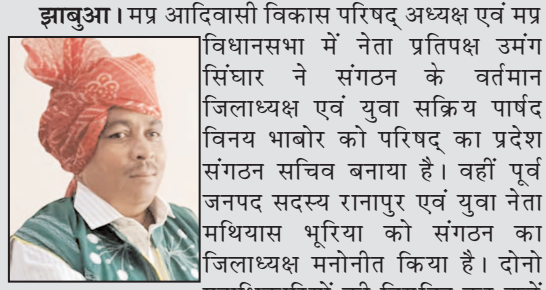 झाबुआ। मप्र आदिवासी विकास परिषद् अध्यक्ष एवं मप्र
विधानसभा में नेता प्रतिपक्ष उमंग
सिंघार ने संगठन के वर्तमान
जिलाध्यक्ष एवं युवा सक्रिय पार्षद
विनय भाबोर को परिषद् का प्रदेश
संगठन सचिव बनाया है। वहीं पूर्व
जनपद सदस्य रानापुर एवं युवा नेता
मथियास भूरिया को संगठन का
जिलाध्यक्ष मनोनीत किया है। दोनो